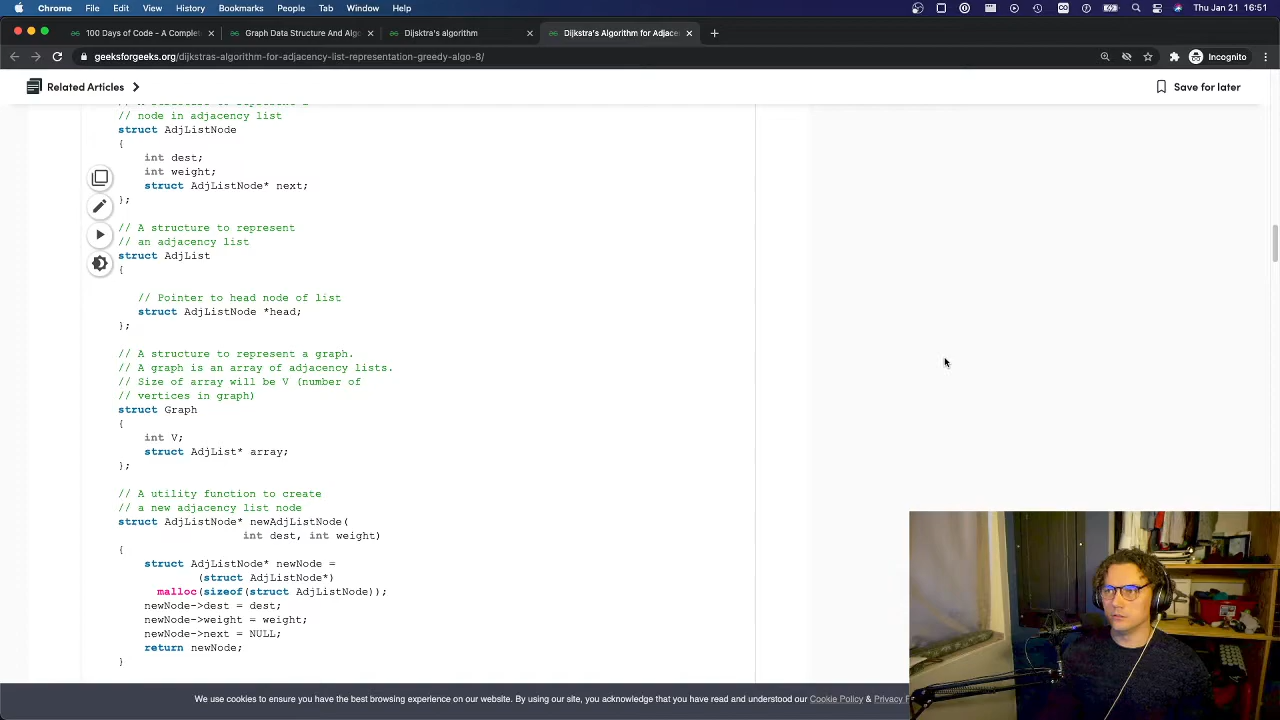 Chrome File Edit View History Bookmarks People Tab Window Help Thu Jan 21 16:51
100 Days of Code - A Complet
Graph Data Structure And Algo
Dijsktra's algorithm
Dijkstra's Algorithm for Adjacen
geeksforgeeks.org/dijkstras-algorithm-for-adjacency-list-representation-greedy-algo-8/
Incognito
Related Articles
Save for later
// A structure to represent a
// node in adjacency list
struct AdjListNode
{
int dest;
int weight;
struct AdjListNode* next;
};
// A structure to represent
// an adjacency list
struct AdjList
{
// Pointer to head node of list
struct AdjListNode *head;
};
// A structure to represent a graph.
// A graph is an array of adjacency lists.
// Size of array will be V (number of
// vertices in graph)
struct Graph
{
int V;
struct AdjList* array;
};
// A utility function to create
// a new adjacency list node
struct AdjListNode* newAdjListNode(
int dest, int weight)
{
struct AdjListNode* newNode =
(struct AdjListNode*)
malloc(sizeof(struct AdjListNode));
newNode->dest = dest;
newNode->weight = weight;
newNode->next = NULL;
return newNode;
}
We use cookies to ensure you have the best browsing experience on our website. By using our site, you acknowledge that you have read and understood our Cookie Policy & Privacy P